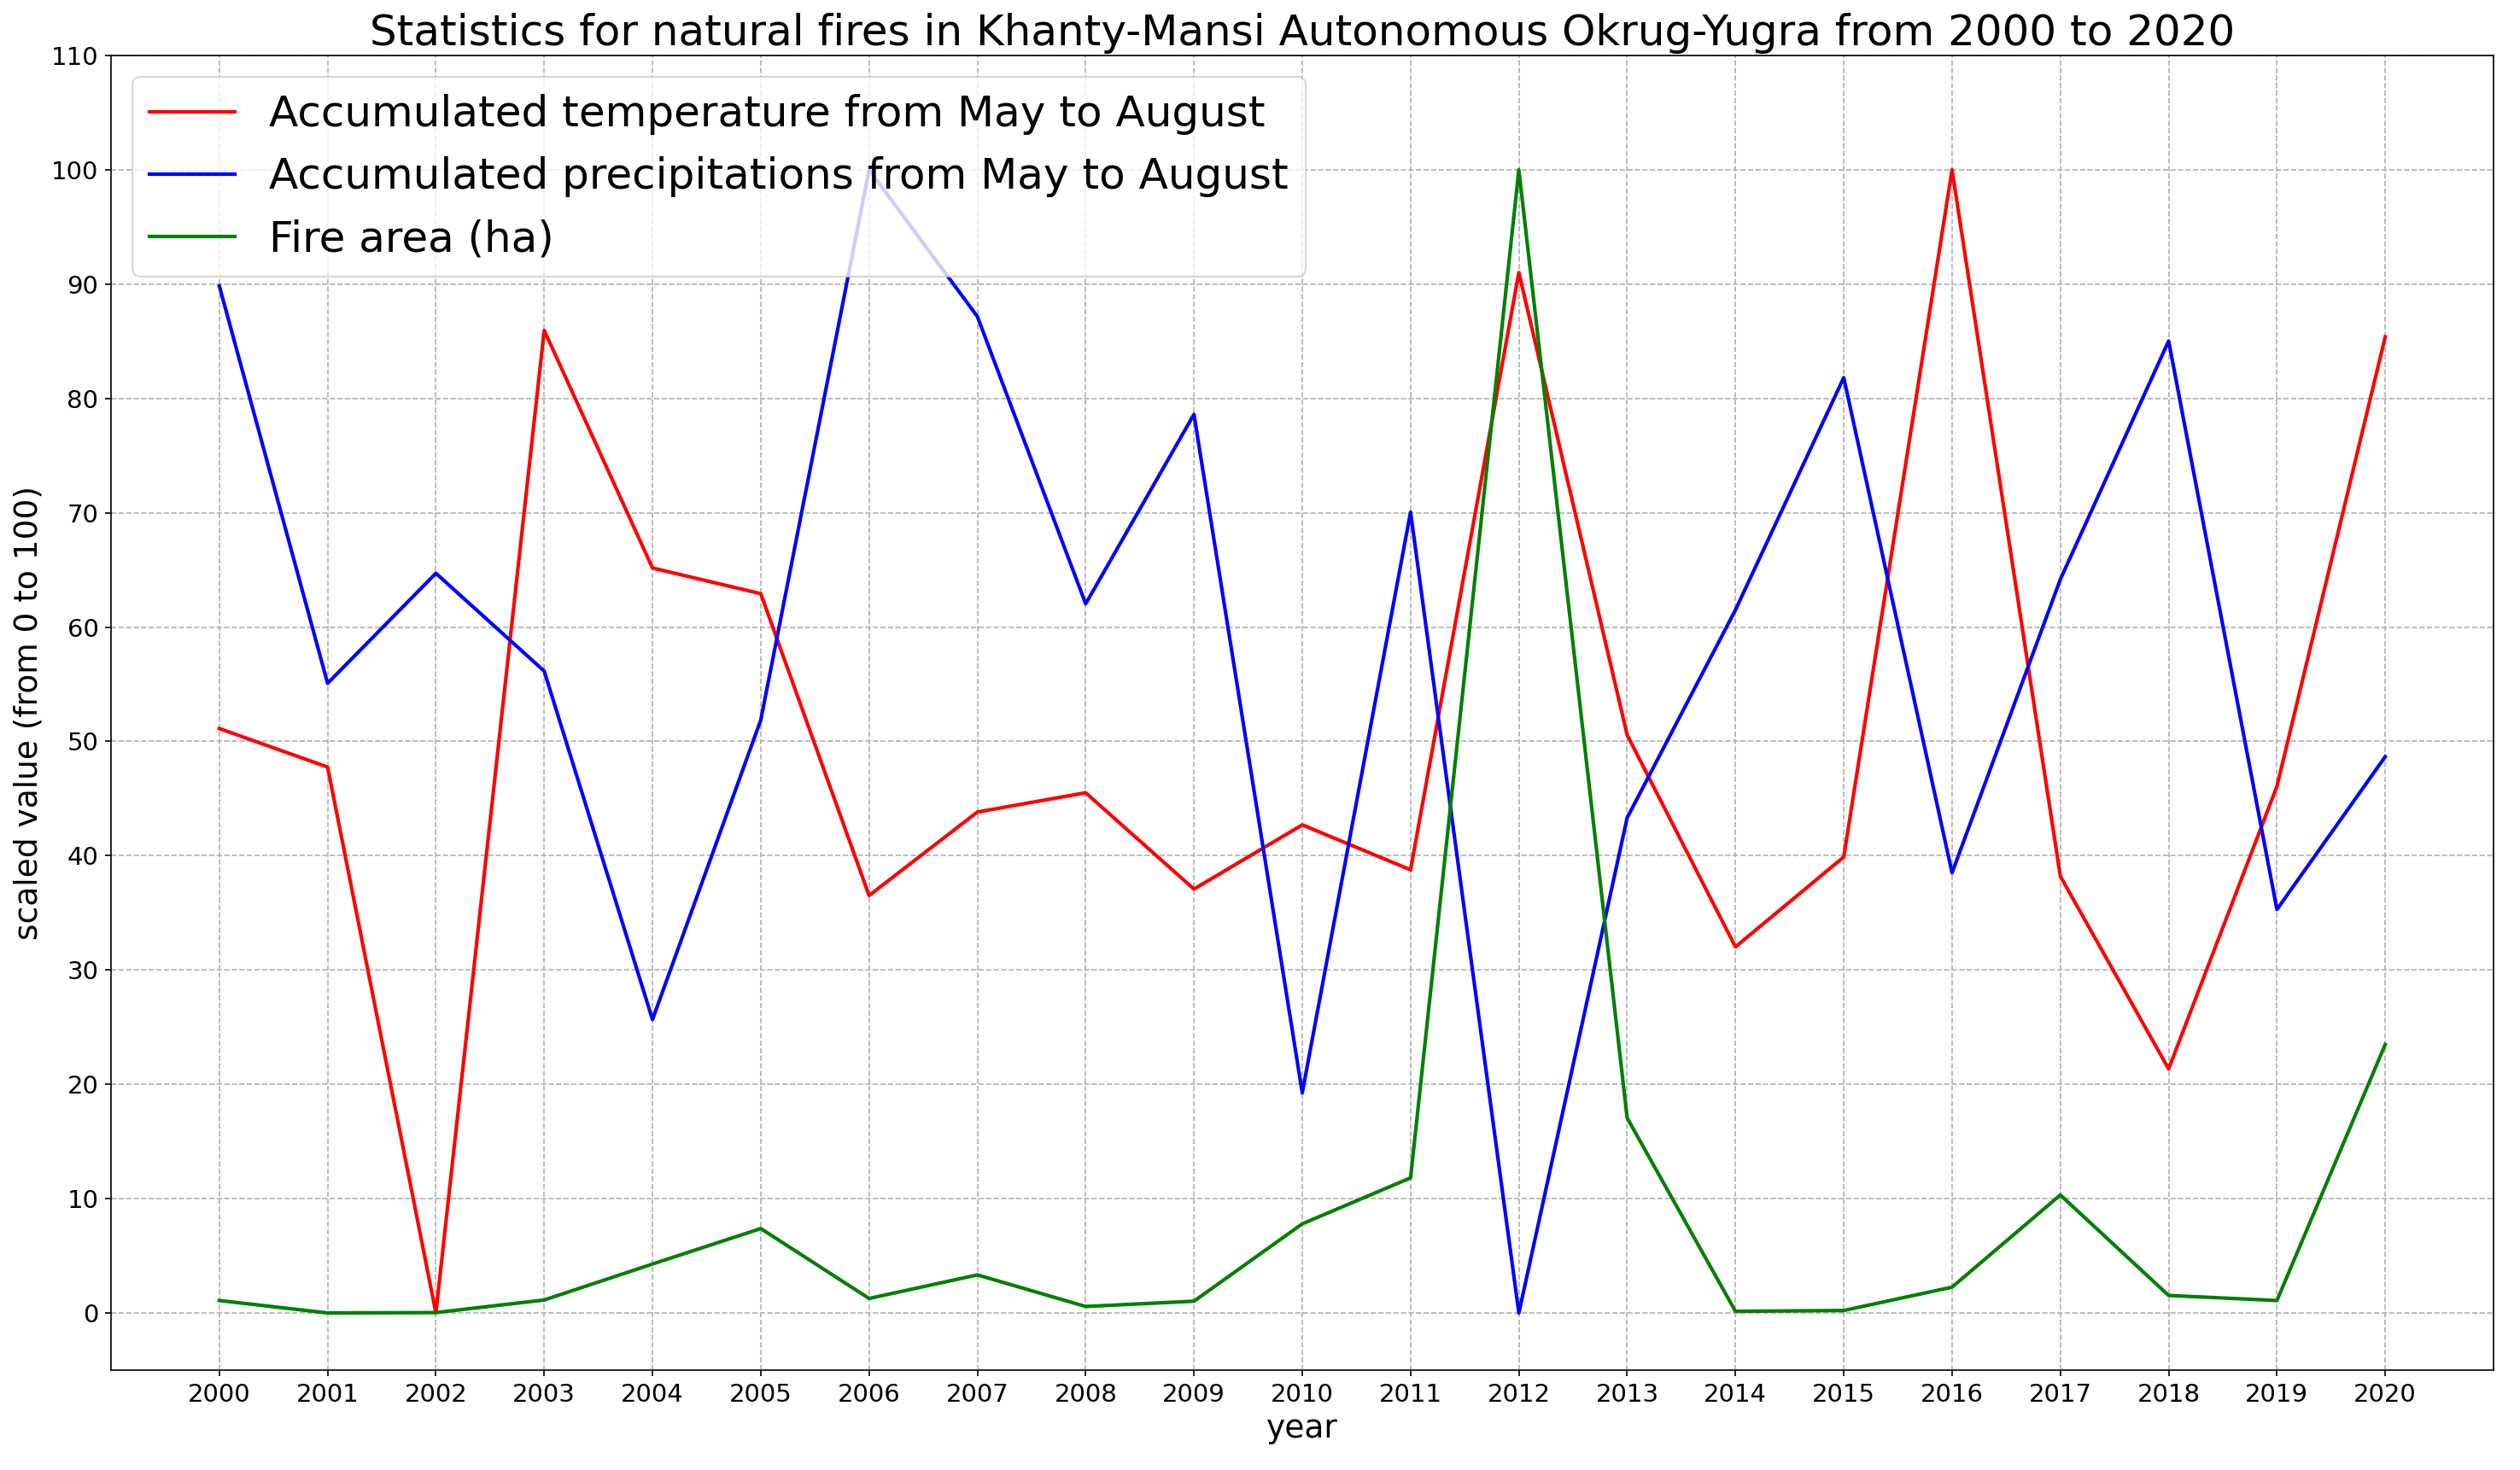 Statistics for natural fires in Khanty-Mansi Autonomous Okrug-Yugra from 2000 to 2020
110
100
90
80
70
60
50
40
30
20
10
0
scaled value (from 0 to 100)
Accumulated temperature from May to August
Accumulated precipitations from May to August
Fire area (ha)
2000 2001 2002 2003 2004 2005 2006 2007 2008 2009 2010 2011 2012 2013 2014 2015 2016 2017 2018 2019 2020
year